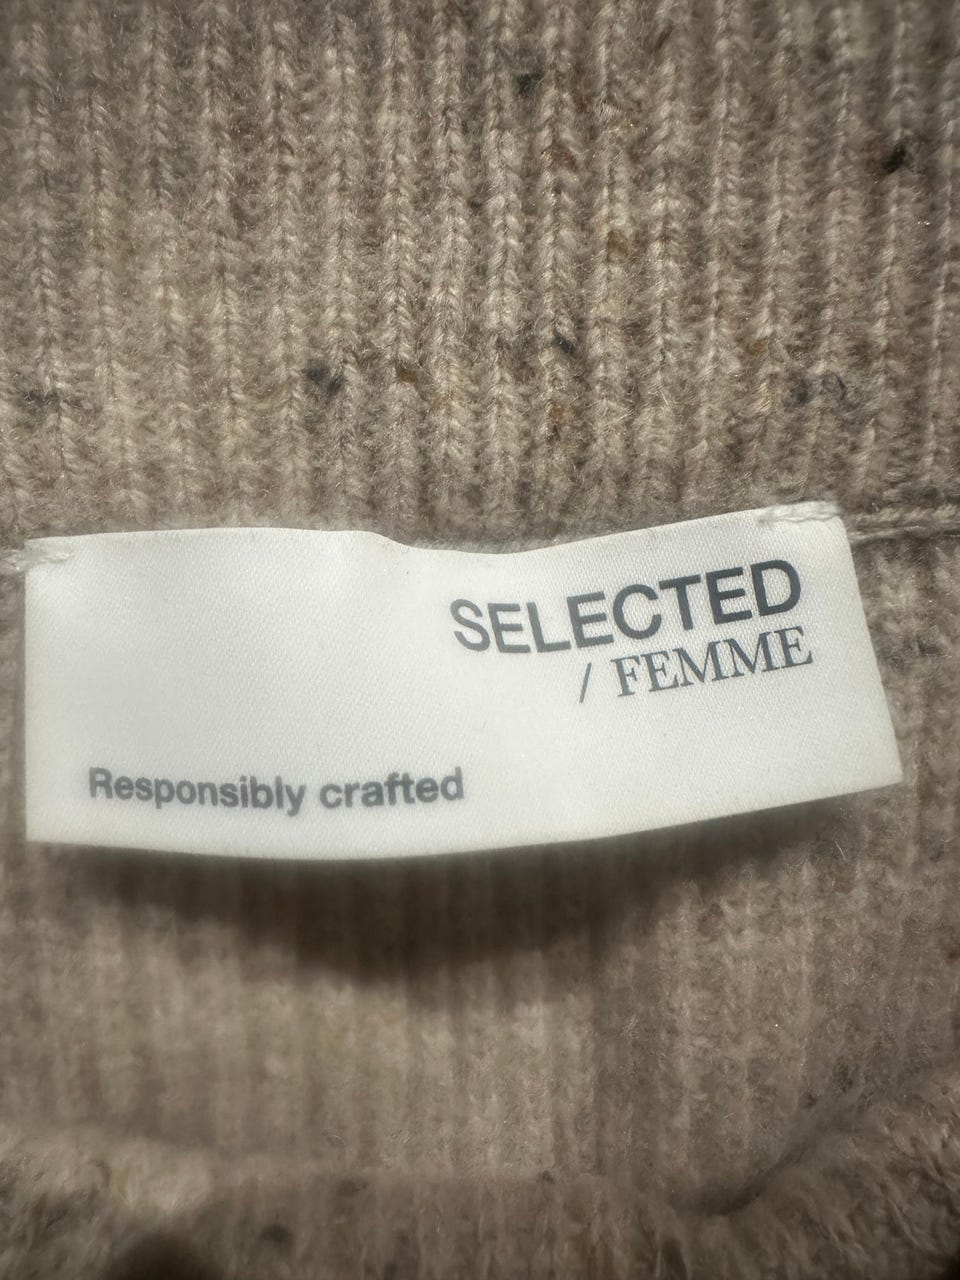 SELECTED
/ FEMME
Responsibly crafted